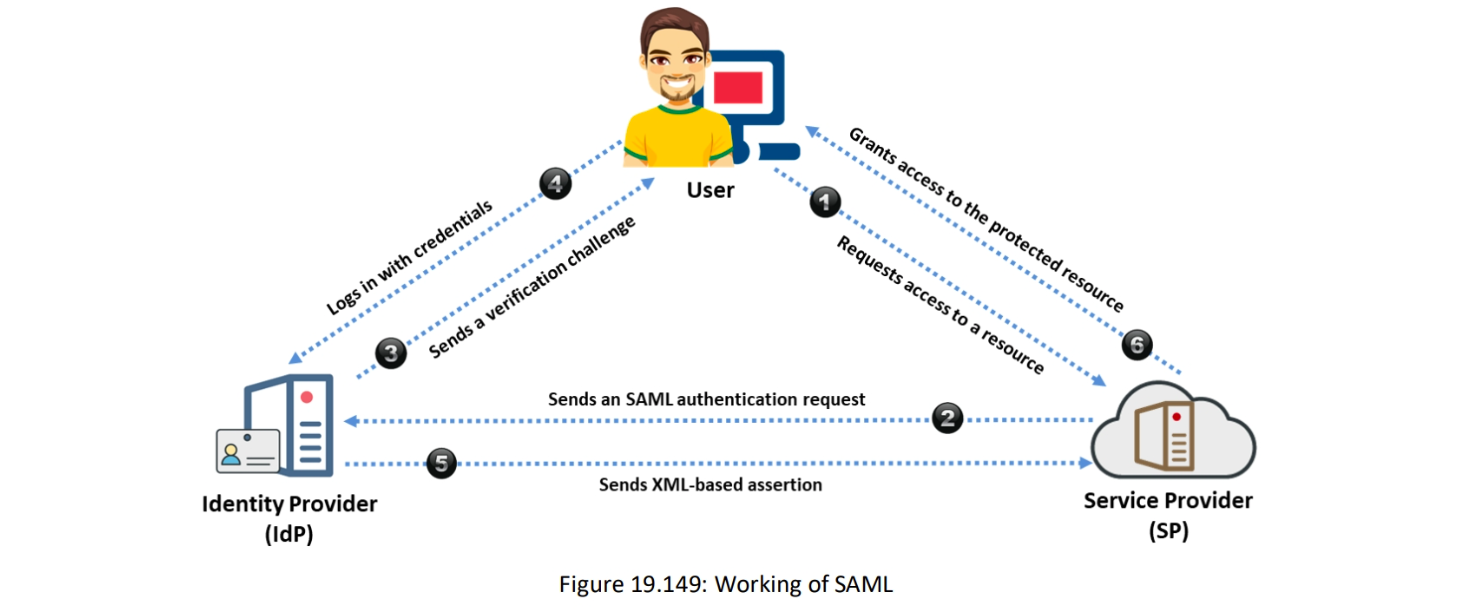 User
4
Logs in with credentials
3
Sends a verification challenge
1
Requests access to a resource
Grants access to the protected resource
6
Sends an SAML authentication request
2
5
Sends XML-based assertion
Identity Provider
(IdP)
Service Provider
(SP)
Figure 19.149: Working of SAML